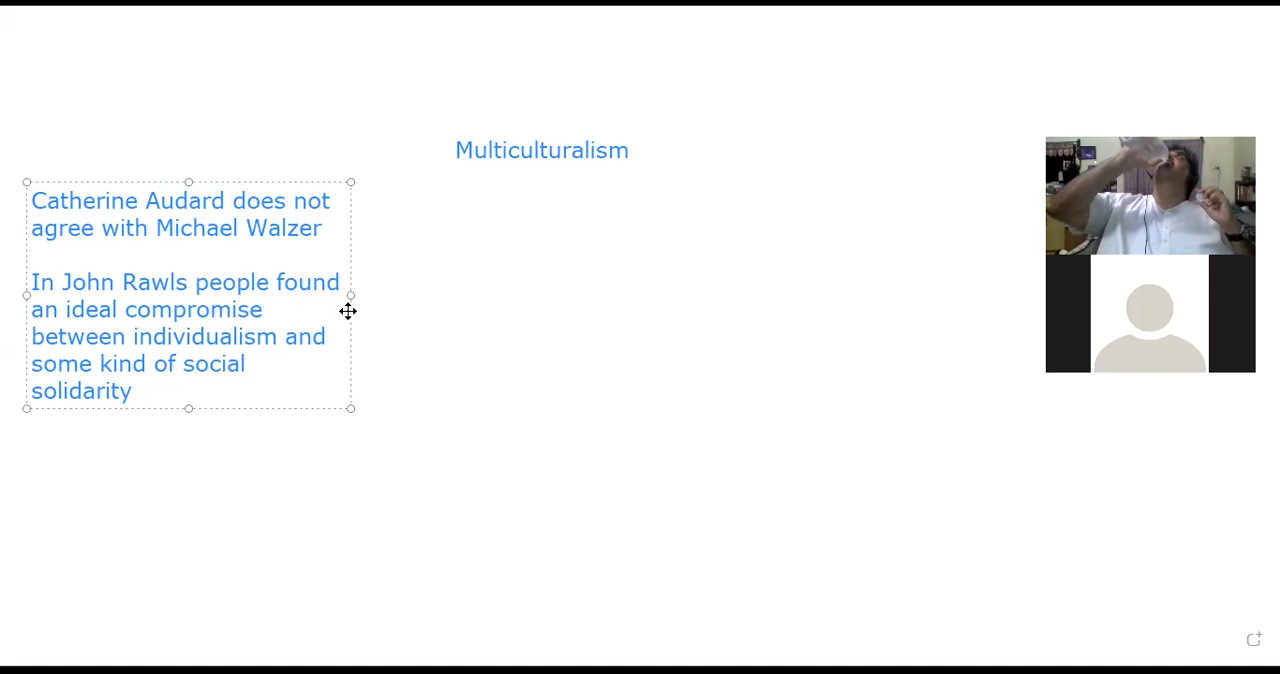 Multiculturalism
Catherine Audard does not
agree with Michael Walzer
In John Rawls people found
an ideal compromise
between individualism and
some kind of social
solidarity